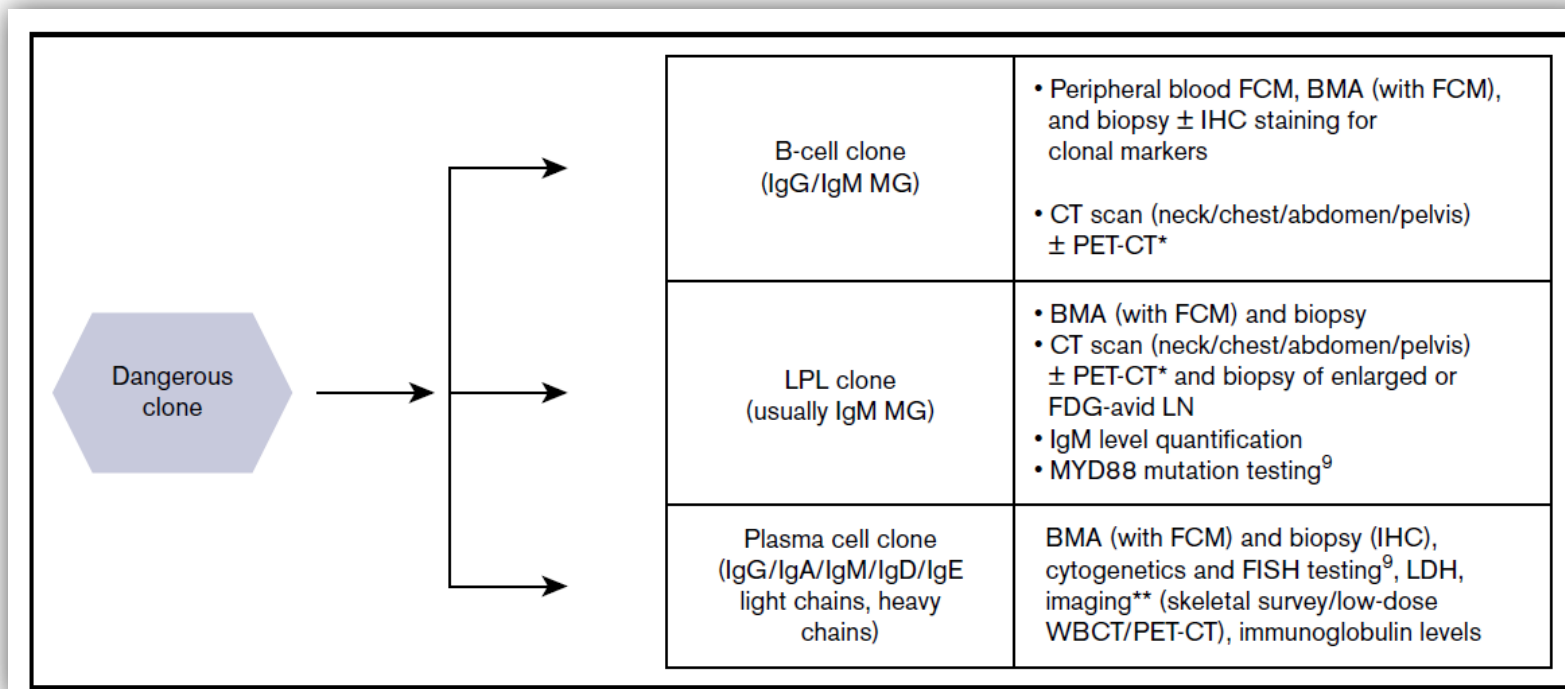 Dangerous
clone
B-cell clone
(IgG/IgM MG)
• Peripheral blood FCM, BMA (with FCM),
and biopsy ± IHC staining for
clonal markers
• CT scan (neck/chest/abdomen/pelvis)
± PET-CT*
LPL clone
(usually IgM MG)
• BMA (with FCM) and biopsy
• CT scan (neck/chest/abdomen/pelvis)
± PET-CT* and biopsy of enlarged or
FDG-avid LN
• IgM level quantification
• MYD88 mutation testing⁹
Plasma cell clone
(IgG/IgA/IgM/IgD/IgE
light chains, heavy
chains)
BMA (with FCM) and biopsy (IHC),
cytogenetics and FISH testing⁹, LDH,
imaging** (skeletal survey/low-dose
WBCT/PET-CT), immunoglobulin levels